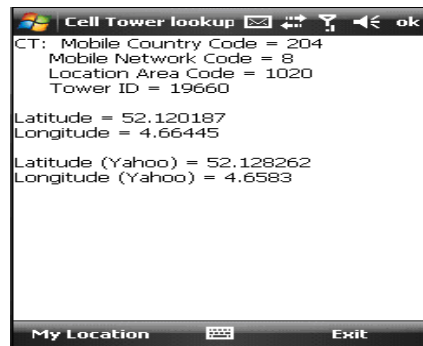 Cell Tower lookup ok
CT: Mobile Country Code = 204
Mobile Network Code = 8
Location Area Code = 1020
Tower ID = 19660
Latitude = 52.120187
Longitude = 4.66445
Latitude (Yahoo) = 52.128262
Longitude (Yahoo) = 4.6583
My Location Exit